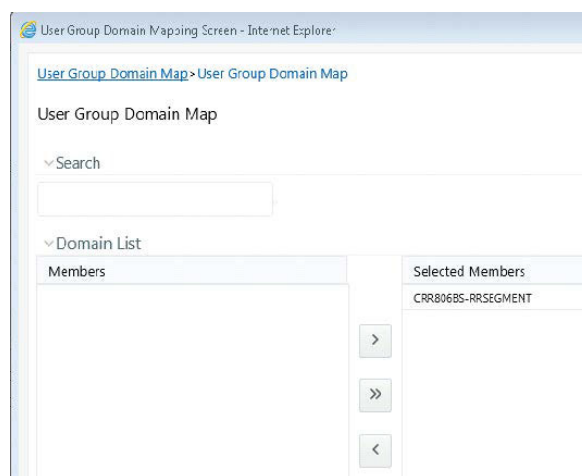 User Group Domain Mapping Screen - Internet Explorer
User Group Domain Map > User Group Domain Map
User Group Domain Map
Search
Domain List
Members
Selected Members
CRR806BS-RRSEGMENT
>
»
<